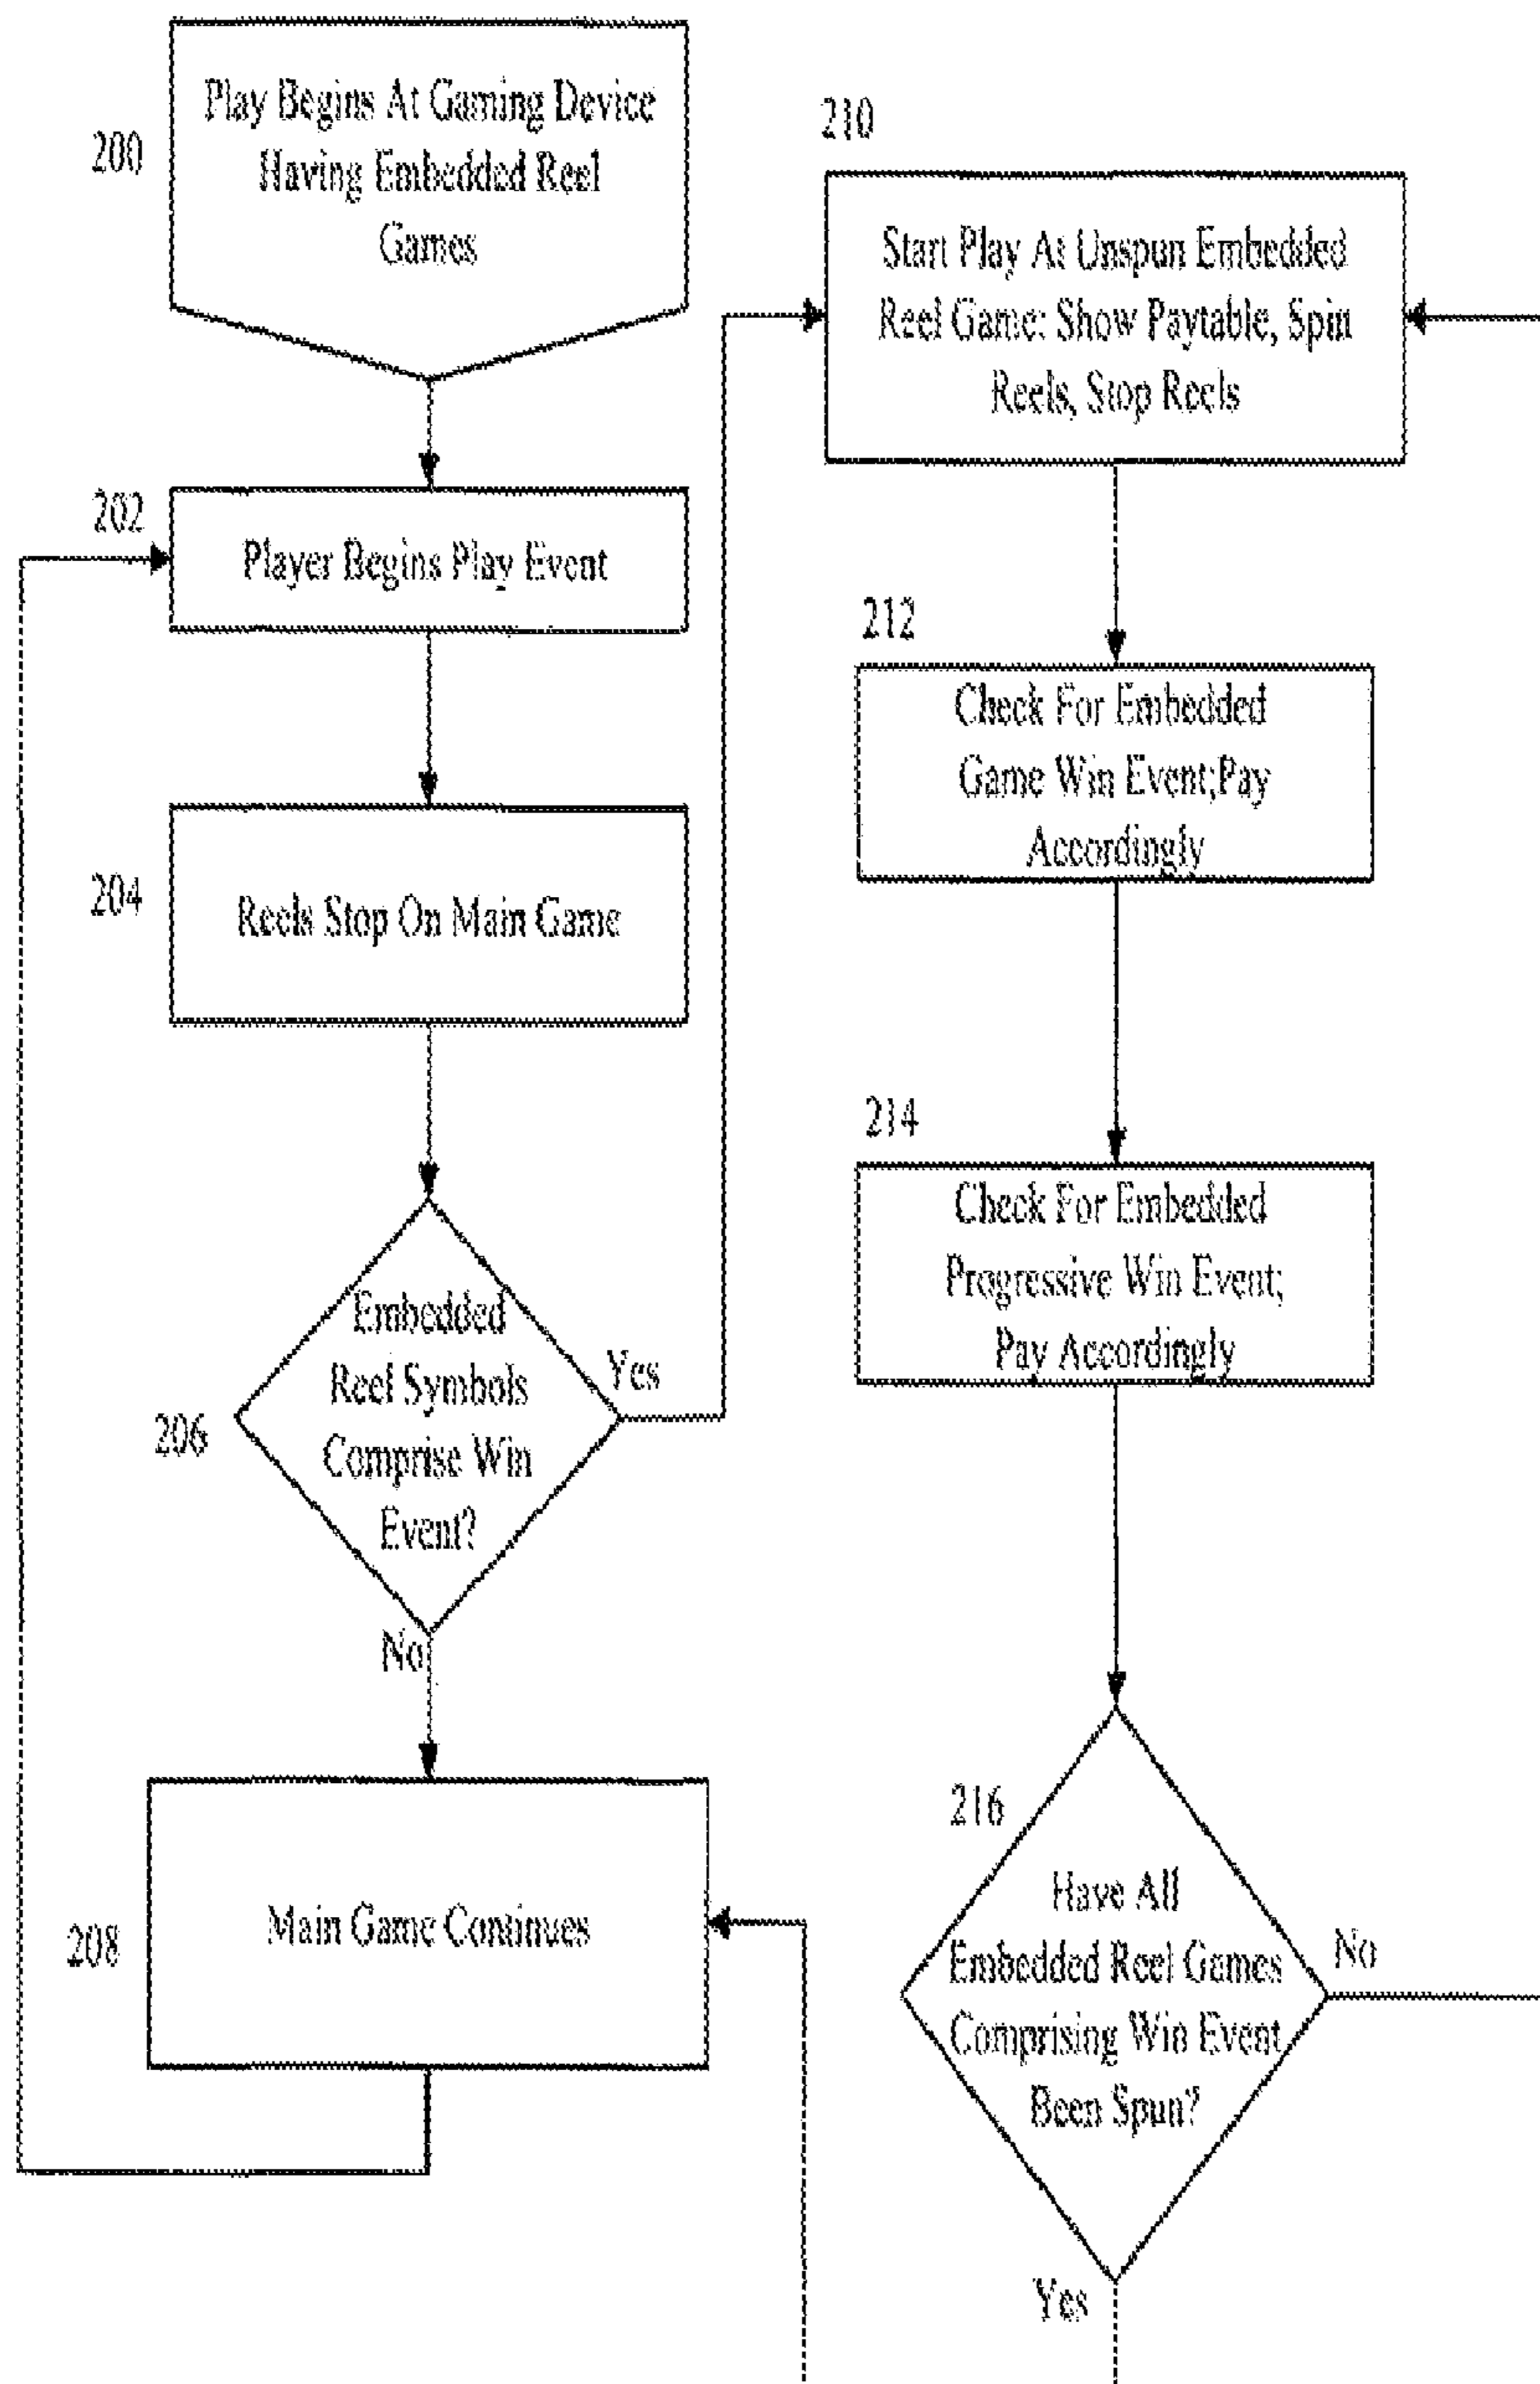 200
Play Begins At Gaming Device
Having Embedded Reel
Games
202
Player Begins Play Event
204
Reels Stop On Main Game
206
Embedded
Reel Symbols
Comprise Win
Event?
Yes
No
208
Main Game Continues
210
Start Play At Unspun Embedded
Reel Game: Show Paytable, Spin
Reels, Stop Reels
212
Check For Embedded
Game Win Event;Pay
Accordingly
214
Check For Embedded
Progressive Win Event;
Pay Accordingly
216
Have All
Embedded Reel Games
Comprising Win Event
Been Spun?
No
Yes